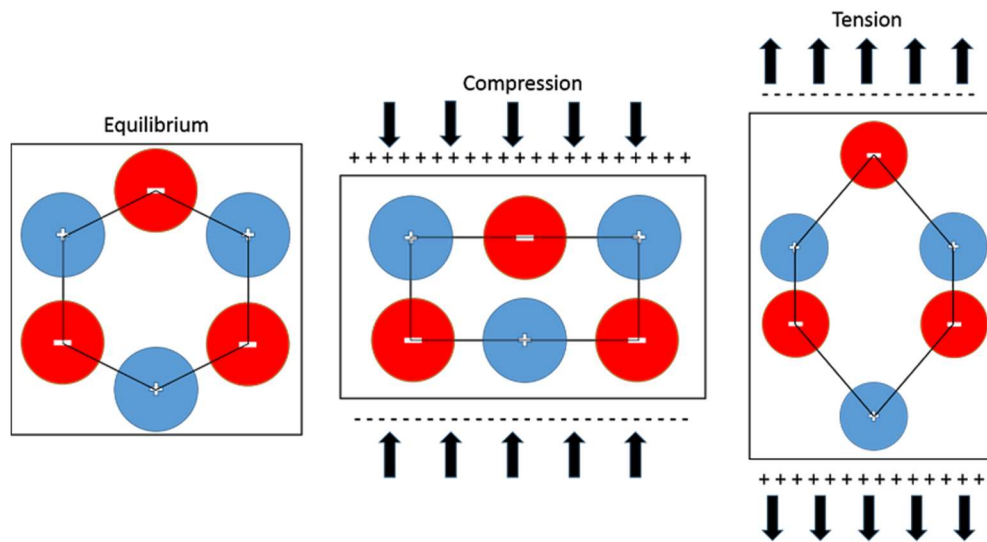 Equilibrium
Compression
+ + + + + + + + + + + + + + + + + + + + + +
- - - - - - - - - - - - - - - - - - - - - -
Tension
- - - - - - - - - - - - - - - - - -
+ + + + + + + + + + + + + +